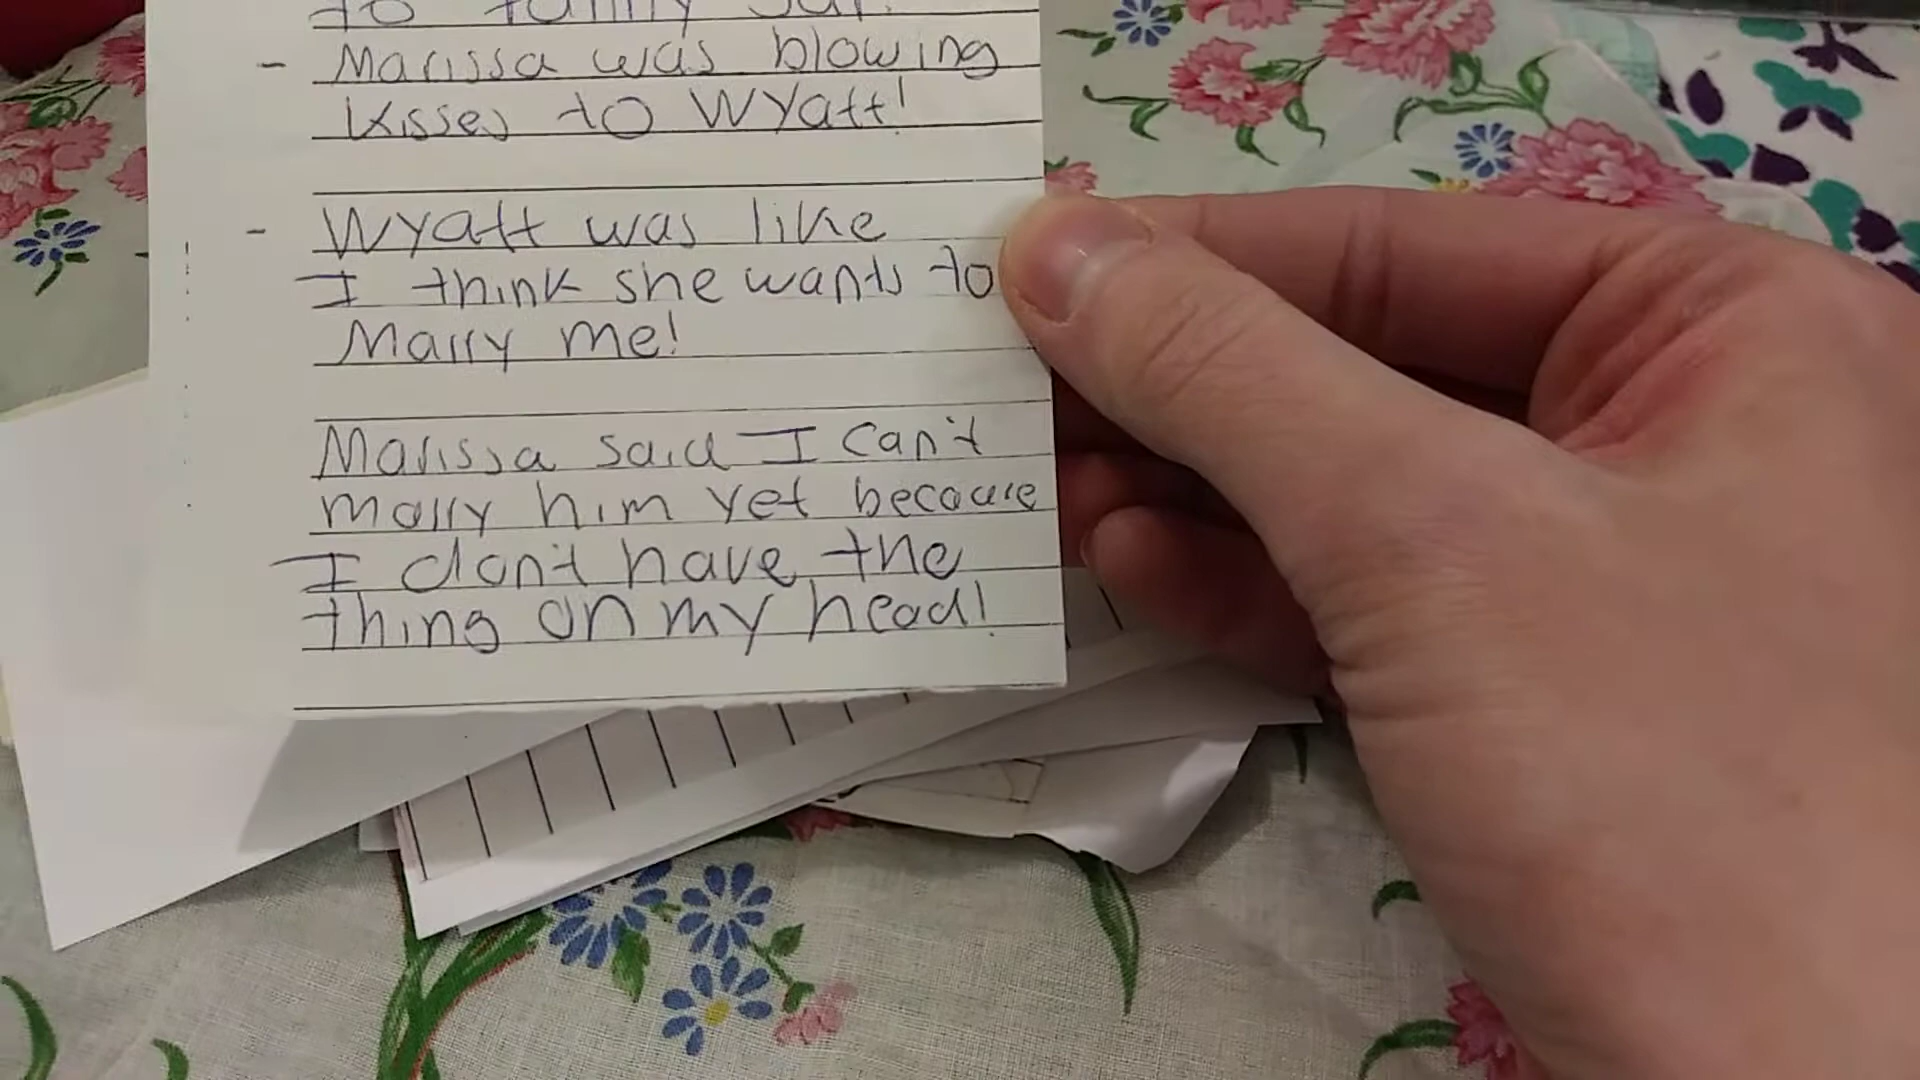 to
- Marissa was blowing
kisses to Wyatt!
- Wyatt was like
I think she wants to
Marry me!
Marissa said I can't
marry him yet because
I don't have the
thing on my head!